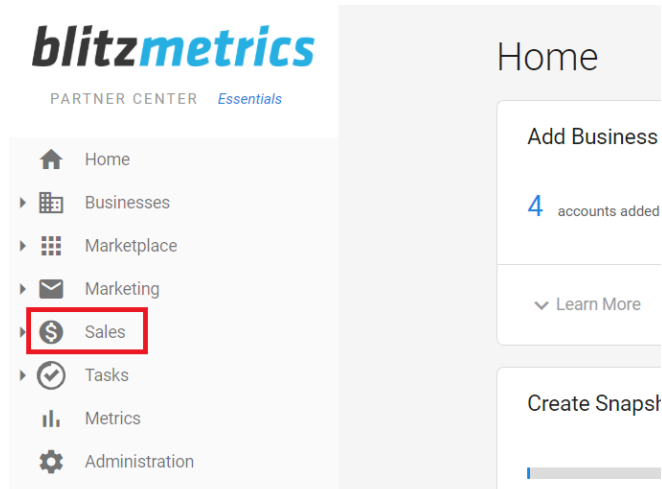 blitzmetrics
PARTNER CENTER Essentials
Home
Businesses
Marketplace
Marketing
Sales
Tasks
Metrics
Administration
Home
Add Business
4 accounts added
Learn More
Create Snapsh